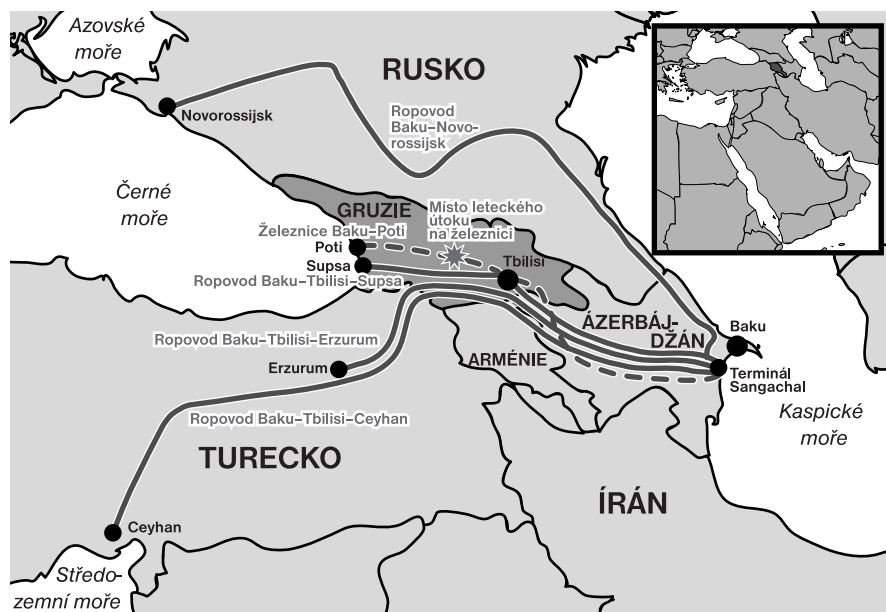 Azovské
moře
RUSKO
Novorossijsk
Ropovod
Baku–Novo-
rossijsk
Černé
moře
GRUZIE
Místo leteckého
útoku
na železnici
Železnice Baku–Poti
Poti
Supsa
Tbilisi
Ropovod Baku–Tbilisi–Supsa
Ropovod Baku–Tbilisi–Erzurum
Erzurum
ÁZERBÁJ-
DŽÁN
Baku
ARMÉNIE
Terminál
Sangachal
Ropovod Baku–Tbilisi–Ceyhan
Kaspické
moře
TURECKO
ÍRÁN
Ceyhan
Středo-
zemní moře